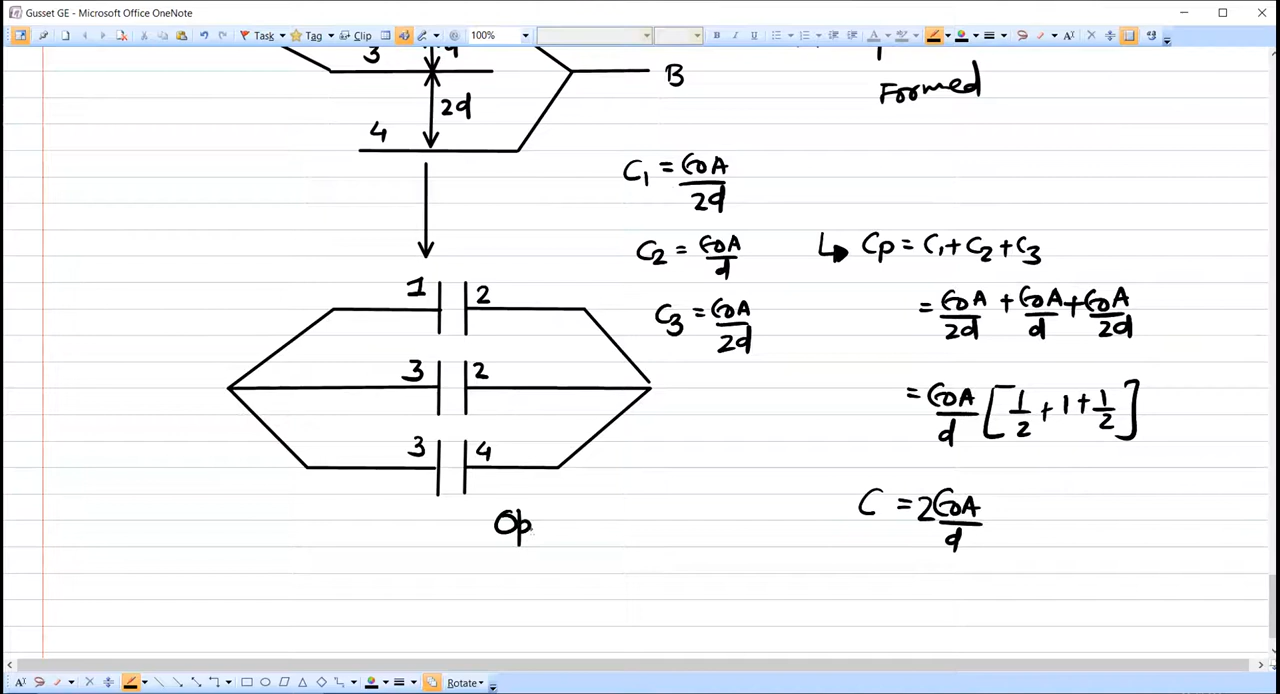 Gusset GE - Microsoft Office OneNote
Task Tag Clip 100% B I U
3
B
Formed
2d
4
C₁ = ε₀A/2d
C₂ = ε₀A/d
C₃ = ε₀A/2d
↳ Cp = C₁ + C₂ + C₃
= ε₀A/2d + ε₀A/d + ε₀A/2d
= ε₀A/d [1/2 + 1 + 1/2]
C = 2ε₀A/d
1 2
3 2
3 4
Op
Rotate